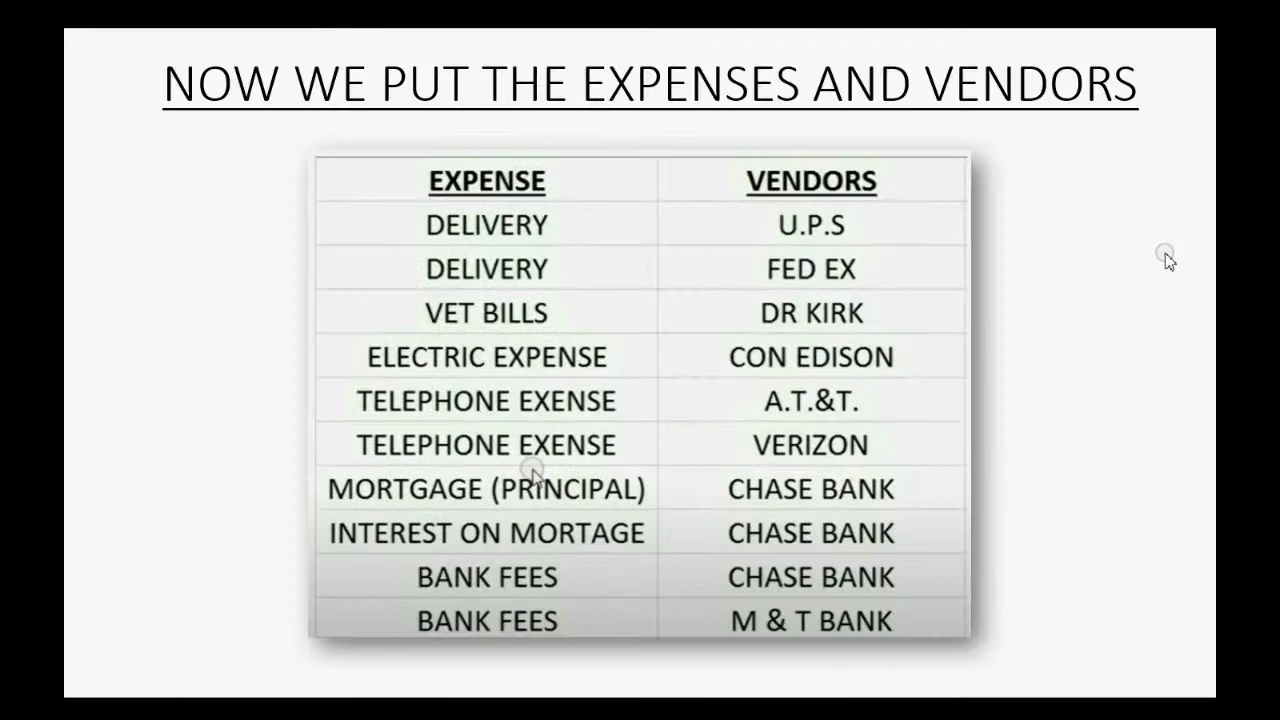 NOW WE PUT THE EXPENSES AND VENDORS
EXPENSE VENDORS
DELIVERY U.P.S
DELIVERY FED EX
VET BILLS DR KIRK
ELECTRIC EXPENSE CON EDISON
TELEPHONE EXENSE A.T.&T.
TELEPHONE EXENSE VERIZON
MORTGAGE (PRINCIPAL) CHASE BANK
INTEREST ON MORTAGE CHASE BANK
BANK FEES CHASE BANK
BANK FEES M & T BANK